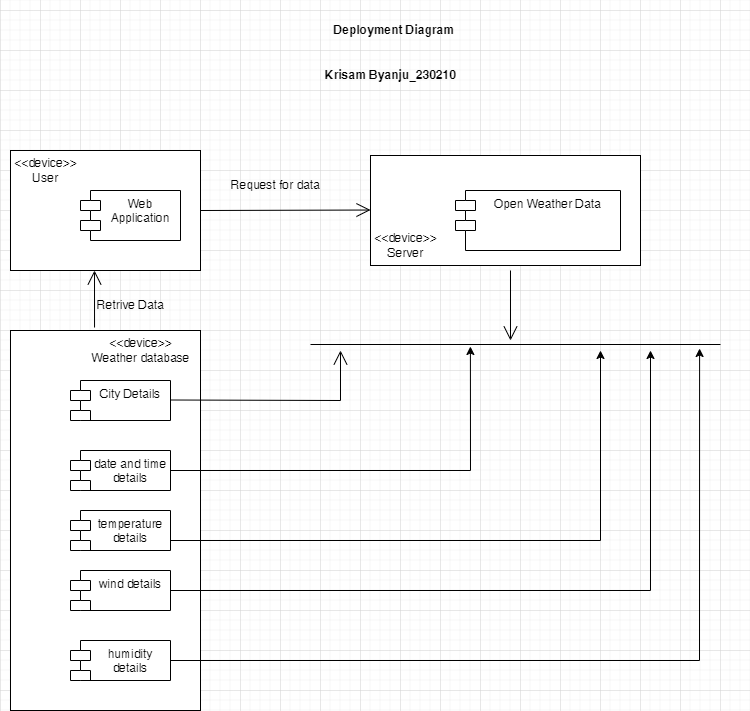 Deployment Diagram
Krisam Byanju_230210
<<device>>
User
Web
Application
Request for data
Open Weather Data
<<device>>
Server
Retrive Data
<<device>>
Weather database
City Details
date and time
details
temperature
details
wind details
humidity
details